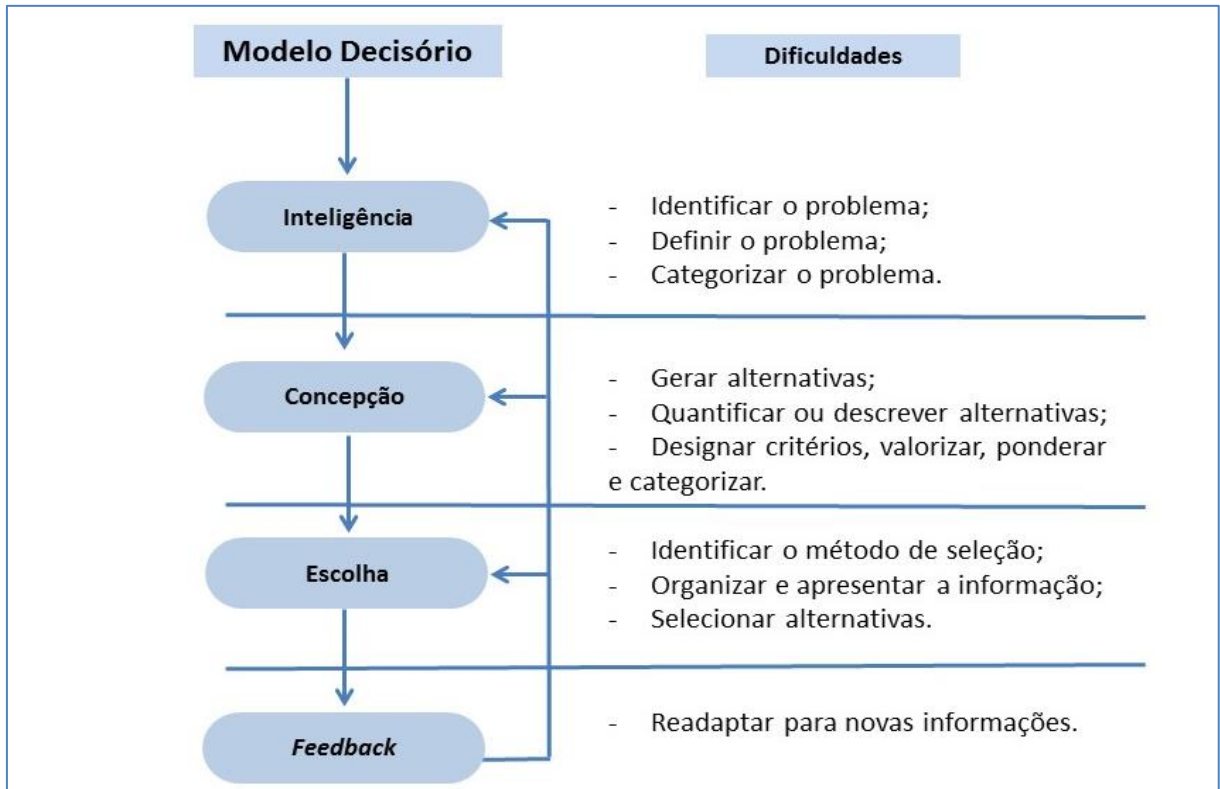 Modelo Decisório
Dificuldades
Inteligência
- Identificar o problema;
- Definir o problema;
- Categorizar o problema.
Concepção
- Gerar alternativas;
- Quantificar ou descrever alternativas;
- Designar critérios, valorizar, ponderar
e categorizar.
Escolha
- Identificar o método de seleção;
- Organizar e apresentar a informação;
- Selecionar alternativas.
Feedback
- Readaptar para novas informações.